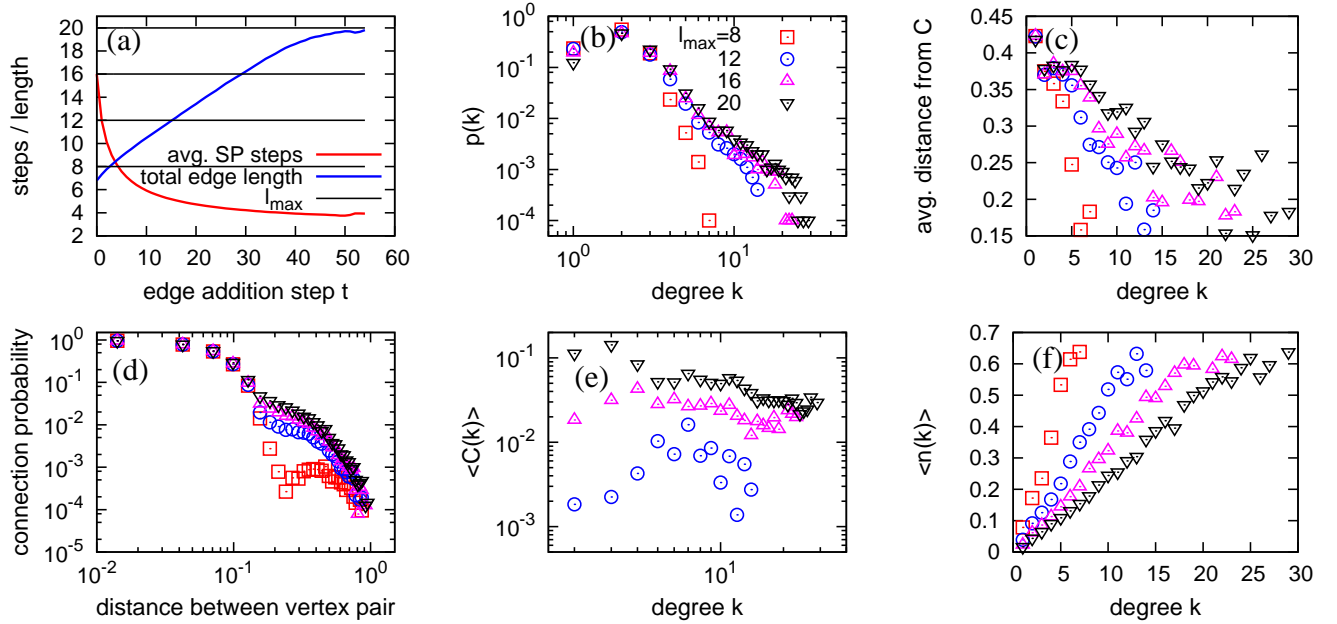 (a)
20
18
16
14
12
10
8
6
4
2
steps / length
avg. SP steps
total edge length
l_max
0 10 20 30 40 50 60
edge addition step t
(b)
l_max=8
12
16
20
10^0
10^-1
10^-2
10^-3
10^-4
p(k)
10^0 10^1
degree k
(c)
0.45
0.4
0.35
0.3
0.25
0.2
0.15
avg. distance from C
0 5 10 15 20 25 30
degree k
(d)
10^0
10^-1
10^-2
10^-3
10^-4
10^-5
connection probability
10^-2 10^-1 10^0
distance between vertex pair
(e)
10^-1
10^-2
10^-3
<C(k)>
10^1
degree k
(f)
0.7
0.6
0.5
0.4
0.3
0.2
0.1
0
<n(k)>
0 5 10 15 20 25 30
degree k